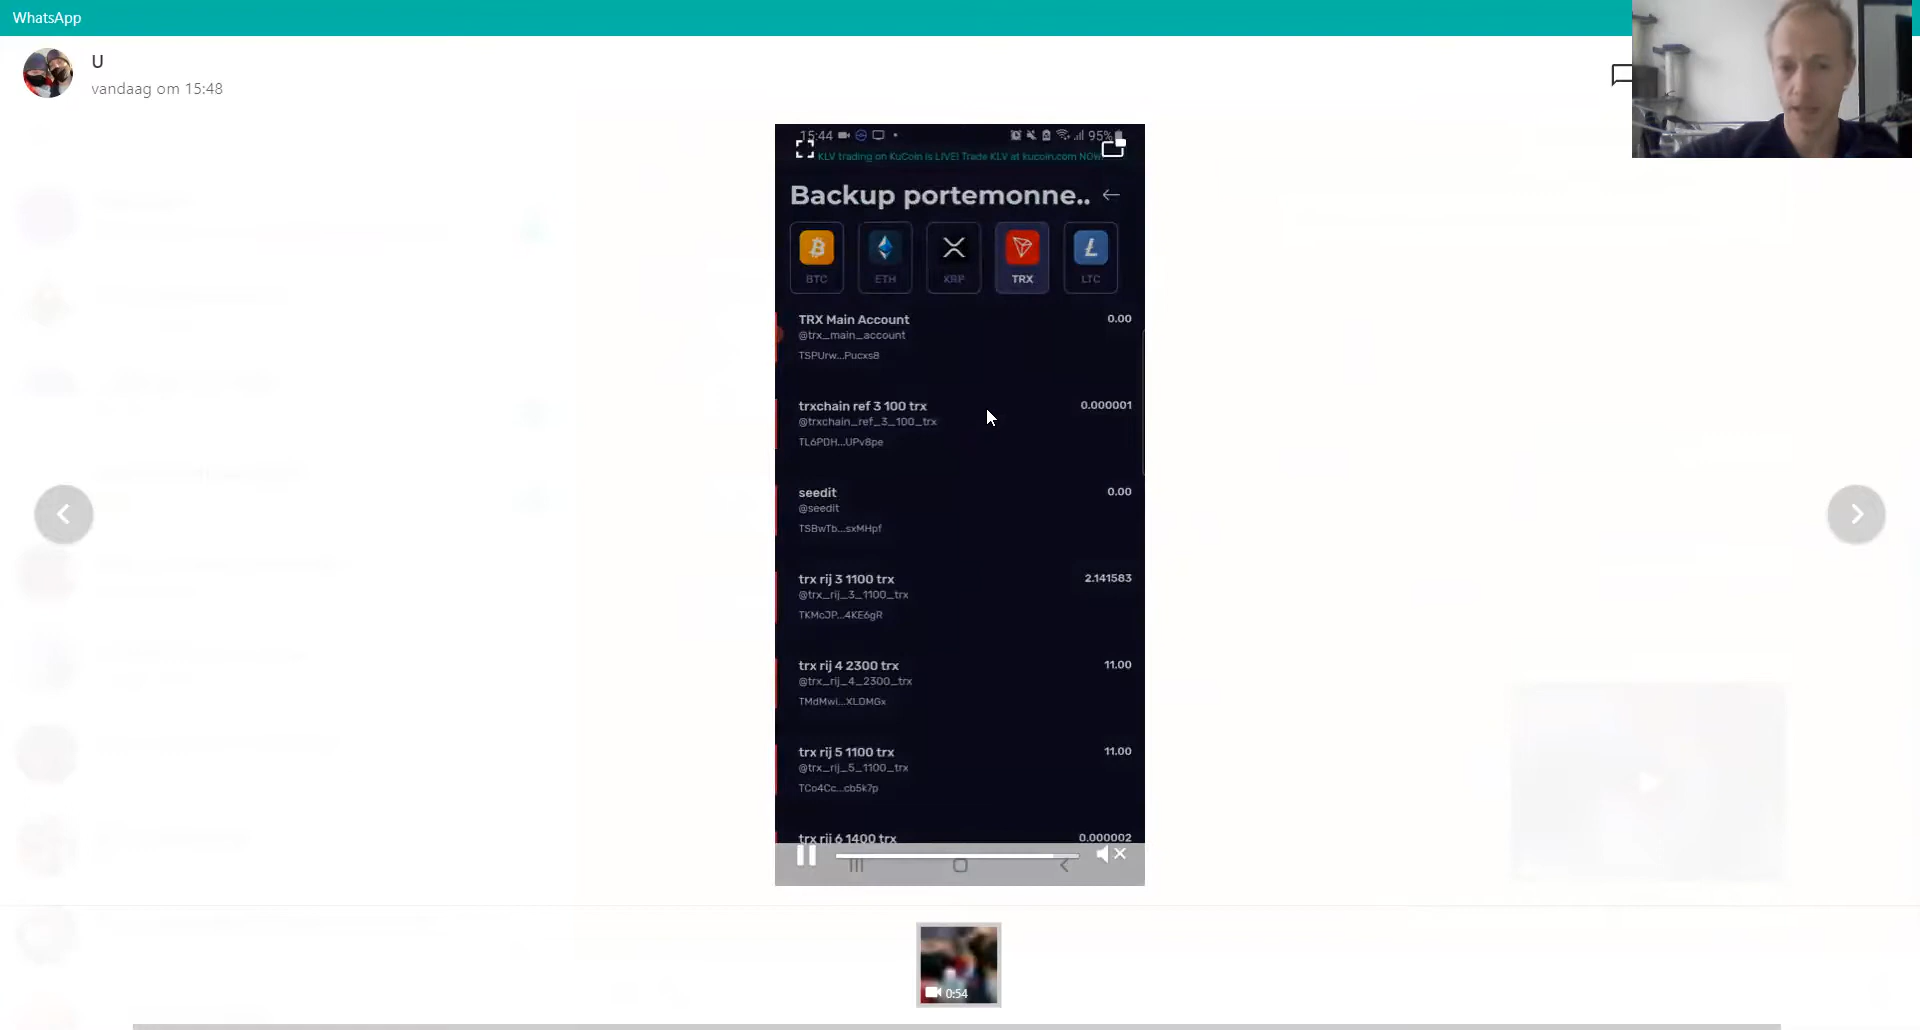 WhatsApp
U
vandaag om 15:48
15:44
95%
KLV trading on KuCoin is LIVE! Trade KLV at kucoin.com NOW!
Backup portemonne..
BTC
ETH
XRP
TRX
LTC
TRX Main Account
0.00
@trx_main_account
TSPUrw...Pucxs8
trxchain ref 3 100 trx
0.000001
@trxchain_ref_3_100_trx
TL6PDH...UPv8pe
seedit
0.00
@seedit
TSBwTb...sxMHpf
trx rij 3 1100 trx
2.141583
@trx_rij_3_1100_trx
TKMcJP...4KE6gR
trx rij 4 2300 trx
11.00
@trx_rij_4_2300_trx
TMdMwi...XLDMGx
trx rij 5 1100 trx
11.00
@trx_rij_5_1100_trx
TCo4Cc...cb5k7p
trx rij 6 1400 trx
0.000002
0:54